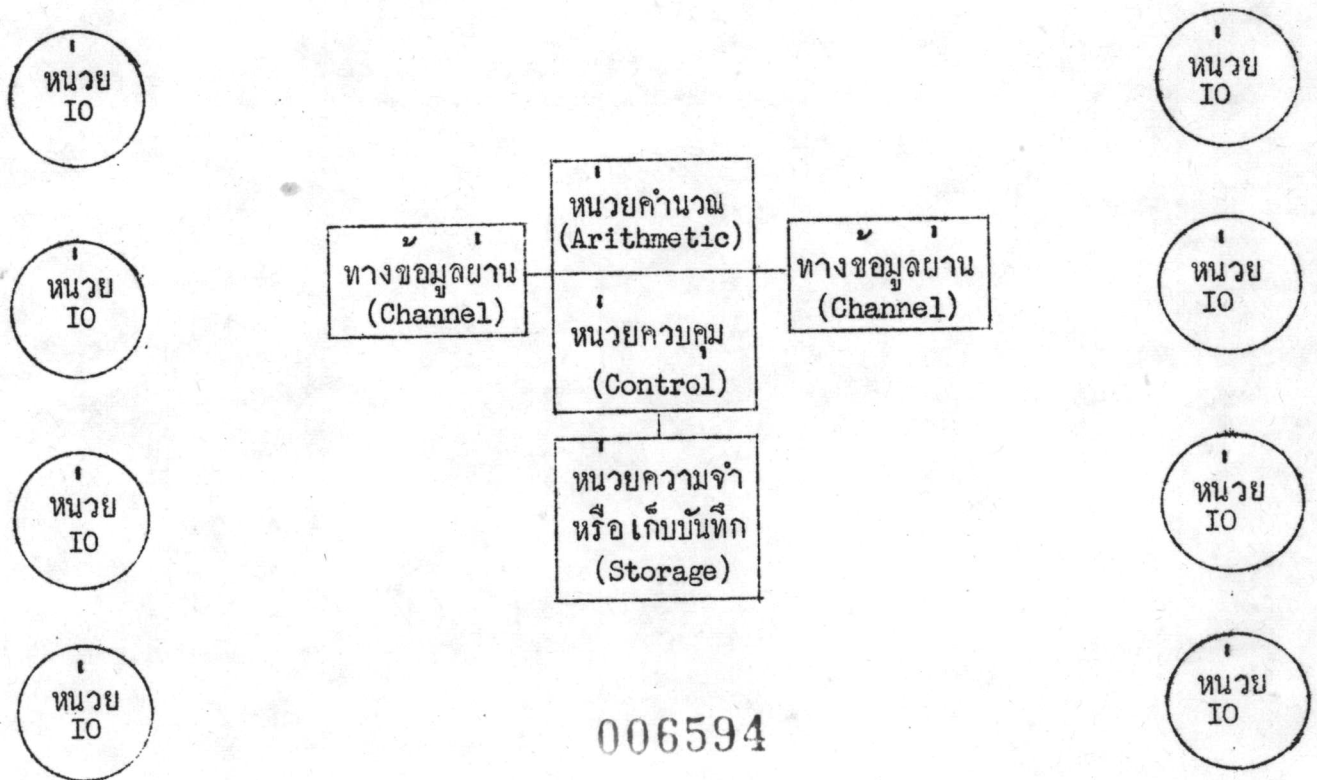 หน่วย
IO
หน่วย
IO
หน่วย
IO
หน่วย
IO
ทางข้อมูลผ่าน
(Channel)
หน่วยคำนวณ
(Arithmetic)
หน่วยควบคุม
(Control)
หน่วยความจำ
หรือ เก็บบันทึก
(Storage)
ทางข้อมูลผ่าน
(Channel)
หน่วย
IO
หน่วย
IO
หน่วย
IO
หน่วย
IO
006594